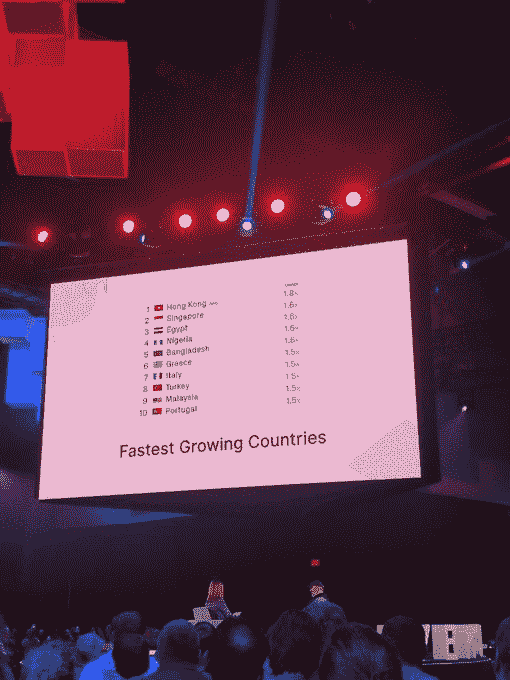 1 Hong Kong
2 Singapore
3 Egypt
4 Nigeria
5 Bangladesh
6 Greece
7 Italy
8 Turkey
9 Malaysia
10 Portugal
1.8x
1.6x
1.6x
1.6x
1.6x
1.5x
1.5x
1.5x
1.5x
1.5x
Fastest Growing Countries